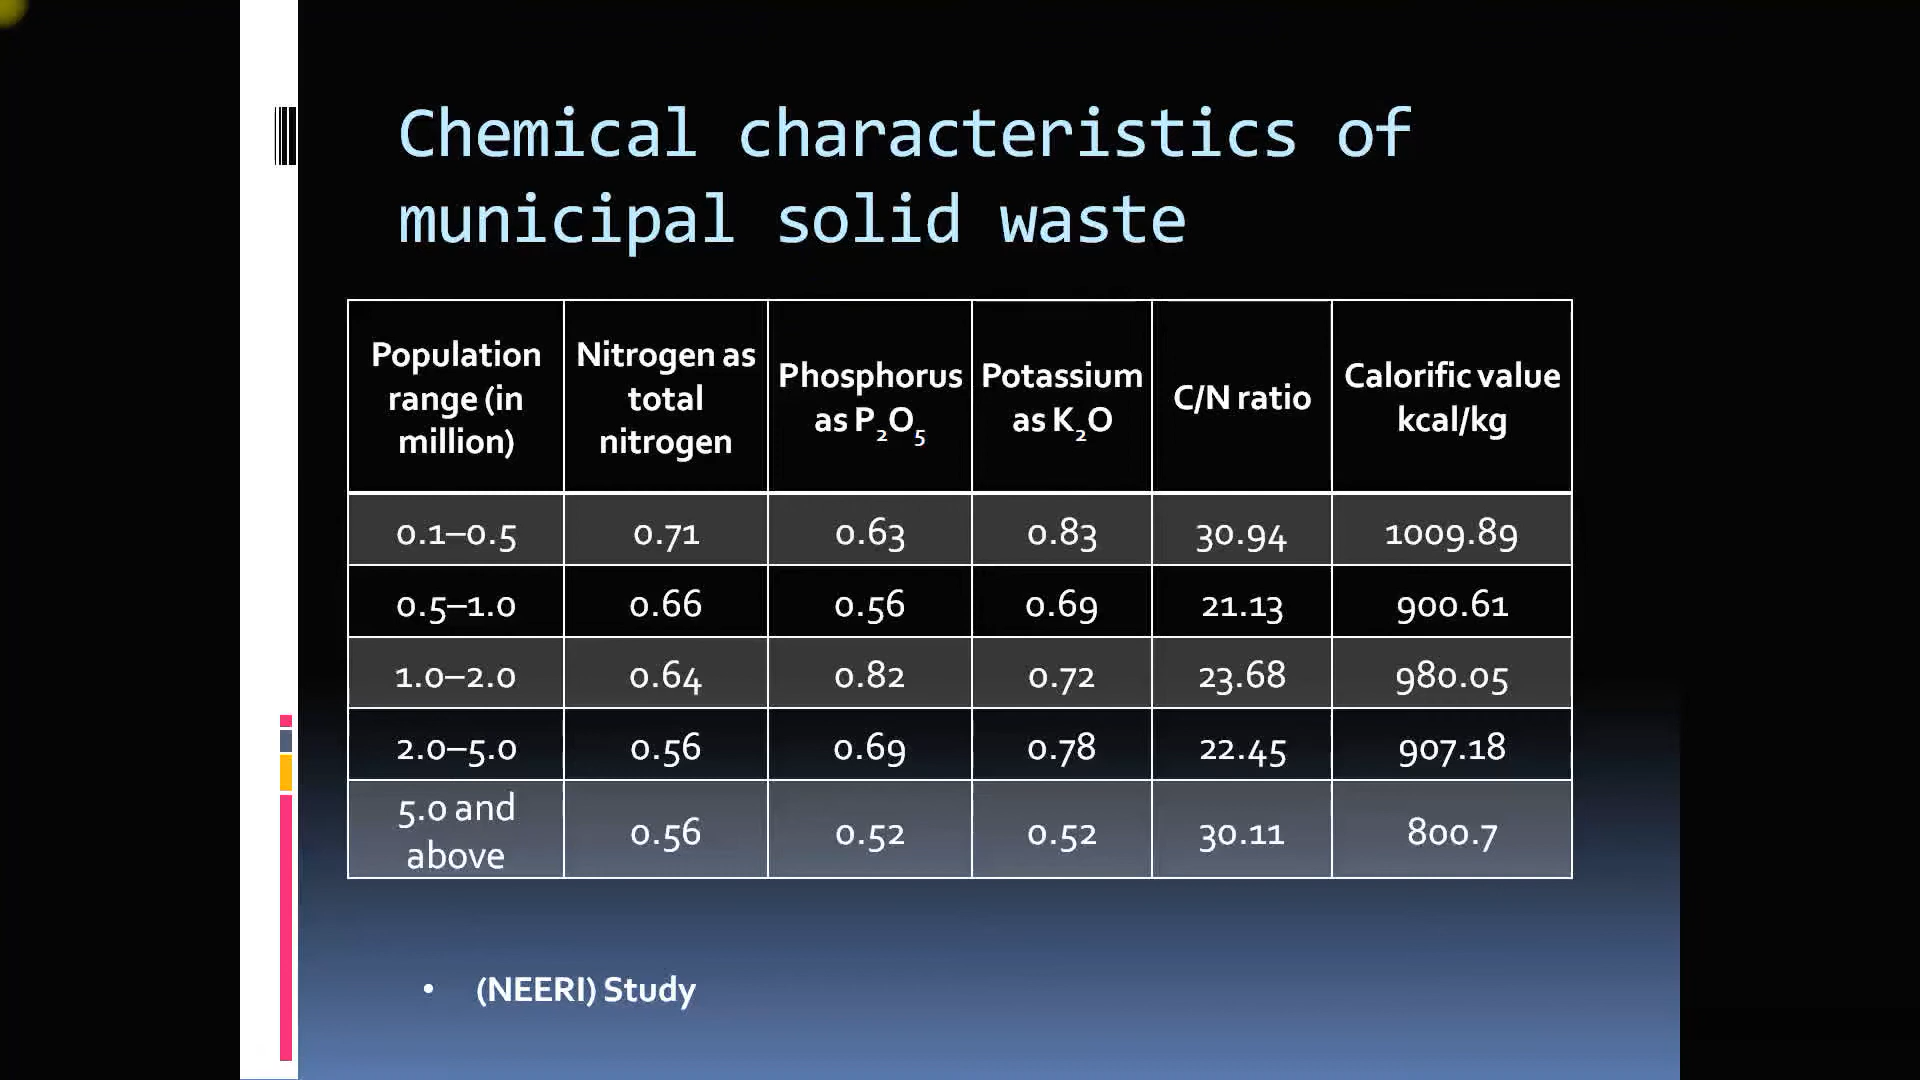 Chemical characteristics of
municipal solid waste
Population range (in million) Nitrogen as total nitrogen Phosphorus as P2O5 Potassium as K2O C/N ratio Calorific value kcal/kg
0.1–0.5 0.71 0.63 0.83 30.94 1009.89
0.5–1.0 0.66 0.56 0.69 21.13 900.61
1.0–2.0 0.64 0.82 0.72 23.68 980.05
2.0–5.0 0.56 0.69 0.78 22.45 907.18
5.0 and above 0.56 0.52 0.52 30.11 800.7
• (NEERI) Study